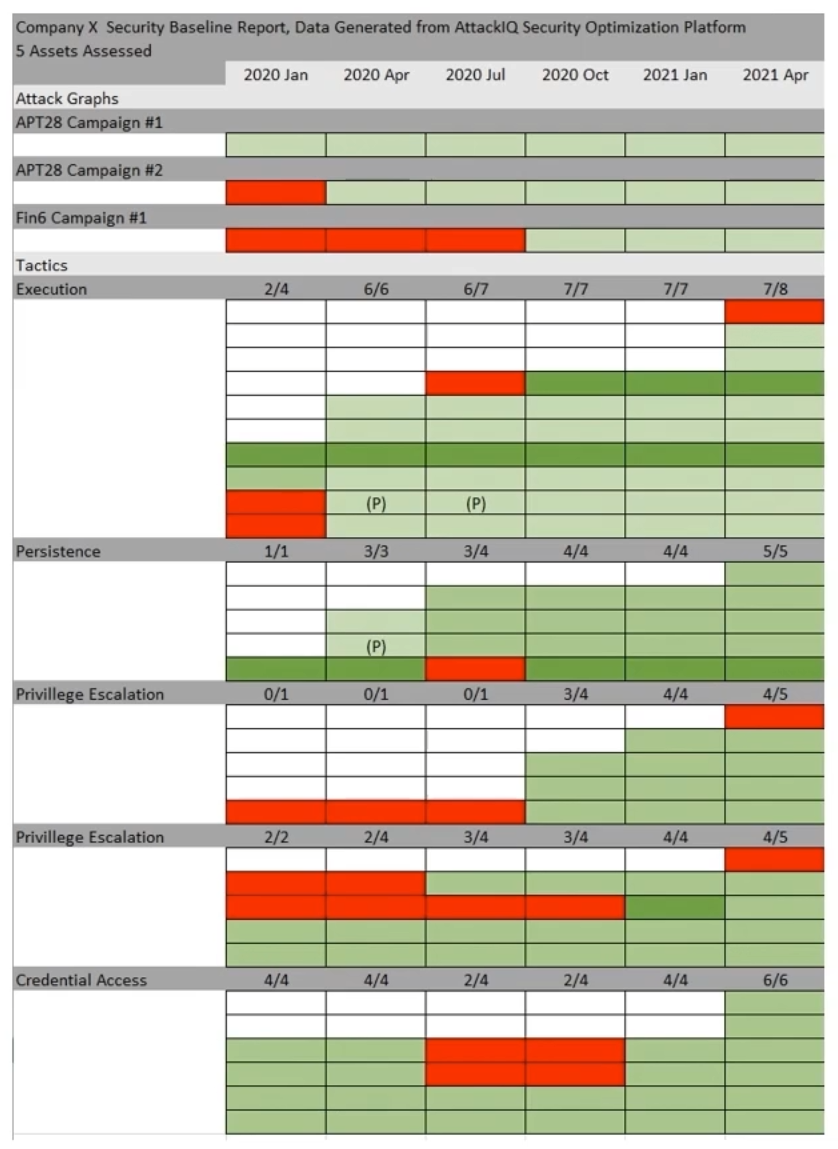 Company X Security Baseline Report, Data Generated from AttackIQ Security Optimization Platform
5 Assets Assessed
2020 Jan 2020 Apr 2020 Jul 2020 Oct 2021 Jan 2021 Apr
Attack Graphs
APT28 Campaign #1
APT28 Campaign #2
Fin6 Campaign #1
Tactics
Execution 2/4 6/6 6/7 7/7 7/7 7/8
(P) (P)
Persistence 1/1 3/3 3/4 4/4 4/4 5/5
(P)
Privillege Escalation 0/1 0/1 0/1 3/4 4/4 4/5
Privillege Escalation 2/2 2/4 3/4 3/4 4/4 4/5
Credential Access 4/4 4/4 2/4 2/4 4/4 6/6